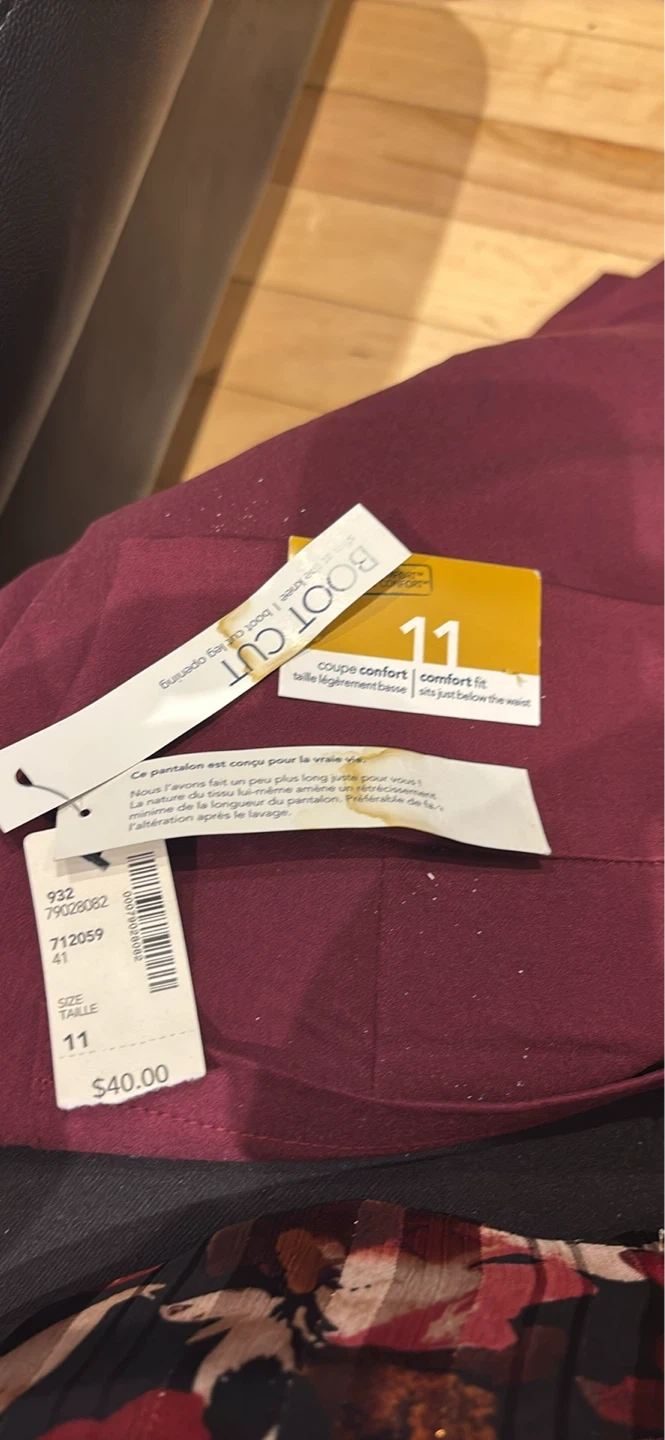 BOOT CUT
the knee | boot cut leg opening
11
coupe confort | comfort fit
taille légèrement basse | sits just below the waist
Ce pantalon est conçu pour la vraie vie.
Nous l'avons fait un peu plus long juste pour vous !
La nature du tissu lui-même amène un rétrécissement
minime de la longueur du pantalon. Préférable de
l'altération après le lavage.
932
79028082
712059
41
00079028082
SIZE
TAILLE
11
$40.00